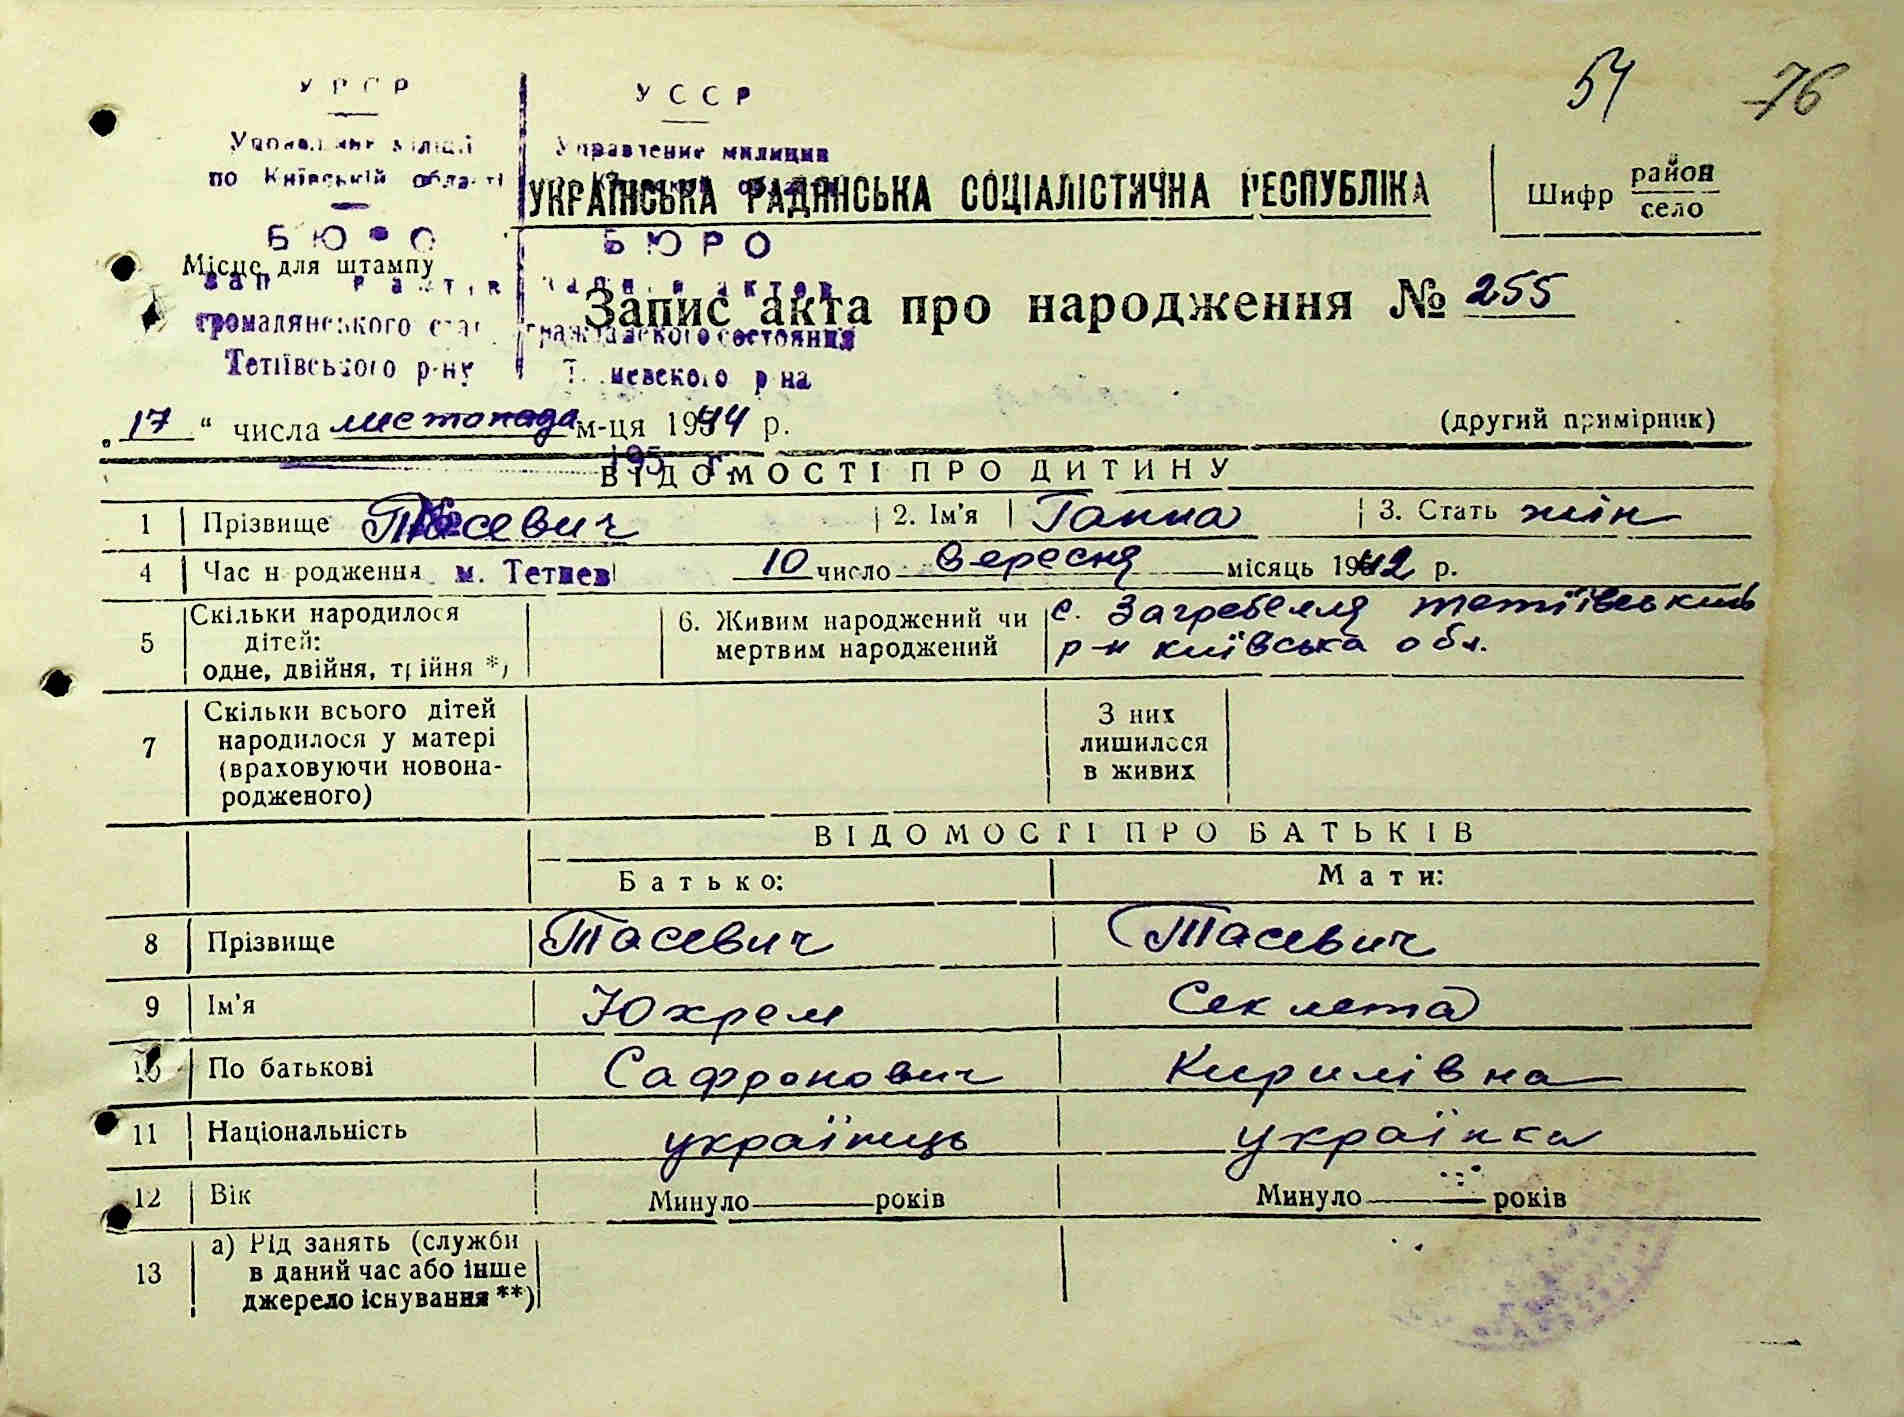 54 76
УРСР
Управління міліції
по Київській області
БЮРО
громадянського
Тетіївського р-ну
УССР
Управление милиции
БЮРО
гражданского состояния
р-на
195 г.
УКРАЇНСЬКА РАДЯНСЬКА СОЦІАЛІСТИЧНА РЕСПУБЛІКА
Шифр район
село
Місце для штампу
Запис акта про народження № 255
„17“ числа листопада м-ця 1944 р.
(другий примірник)
ВІДОМОСТІ ПРО ДИТИНУ
1 Прізвище Тасевич 2. Ім'я Ганна 3. Стать жін
4 Час народження м. Тетиев 10 число вересня місяць 1942 р.
5 Скільки народилося дітей: одне, двійня, трійня *)
6. Живим народжений чи мертвим народжений
с. Загребелля тетіївський
р-н київська обл.
7 Скільки всього дітей
народилося у матері
(враховуючи новона-
родженого)
З них
лишилося
в живих
ВІДОМОСТІ ПРО БАТЬКІВ
Батько: Мати:
8 Прізвище Тасевич Тасевич
9 Ім'я Юхрем Секлета
10 По батькові Сафронович Кирилівна
11 Національність українець українка
12 Вік Минуло років Минуло років
13 а) Рід занять (служби
в даний час або інше
джерело існування **)